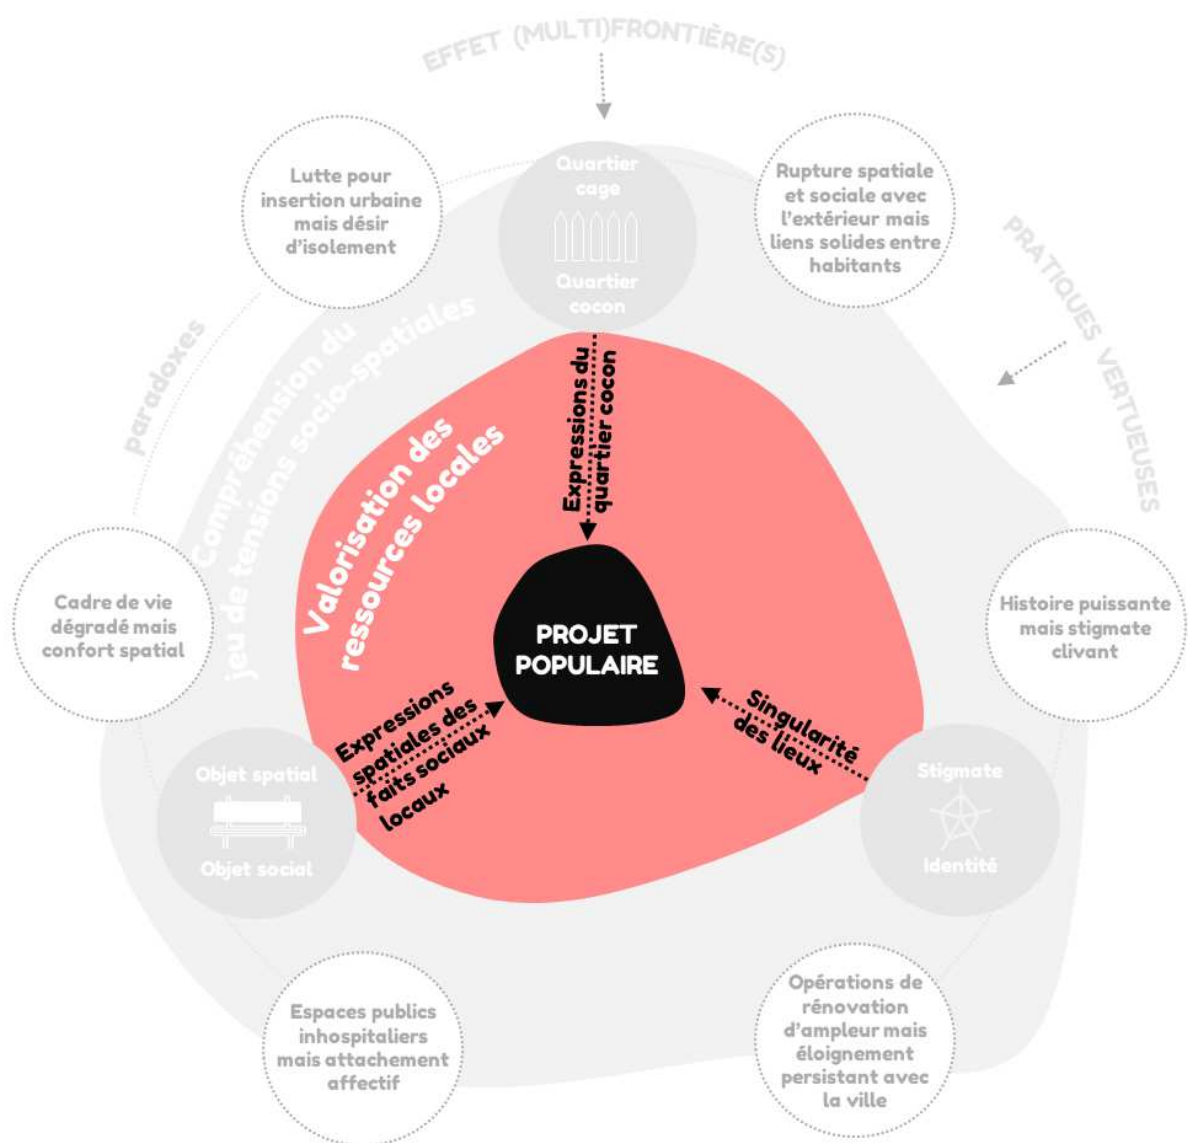 EFFET (MULTI)FRONTIÈRE(S)
Lutte pour
insertion urbaine
mais désir
d'isolement
Quartier
cage
Quartier
cocon
Rupture spatiale
et sociale avec
l'extérieur mais
liens solides entre
habitants
PRATIQUES VERTUEUSES
paradoxes
Compréhension du
jeu de tensions socio-spatiales
Valorisation des
ressources locales
Expressions du
quartier cocon
Cadre de vie
dégradé mais
confort spatial
PROJET
POPULAIRE
Histoire puissante
mais stigmate
clivant
Expressions
spatiales des
faits sociaux
locaux
Singularité
des lieux
Objet spatial
Objet social
Stigmate
Identité
Espaces publics
inhospitaliers
mais attachement
affectif
Opérations de
rénovation
d'ampleur mais
éloignement
persistant avec
la ville